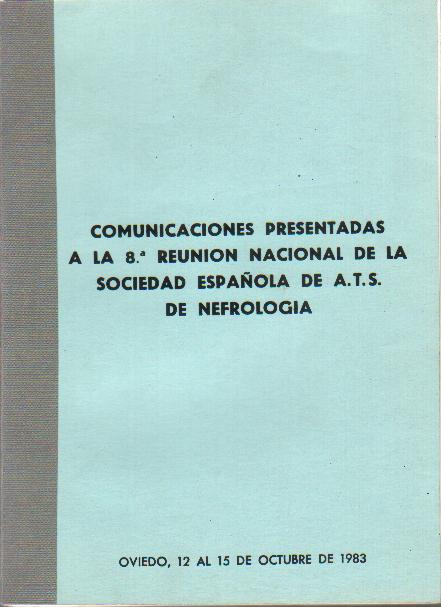 COMUNICACIONES PRESENTADAS
A LA 8.ª REUNION NACIONAL DE LA
SOCIEDAD ESPAÑOLA DE A.T.S.
DE NEFROLOGIA
OVIEDO, 12 AL 15 DE OCTUBRE DE 1983